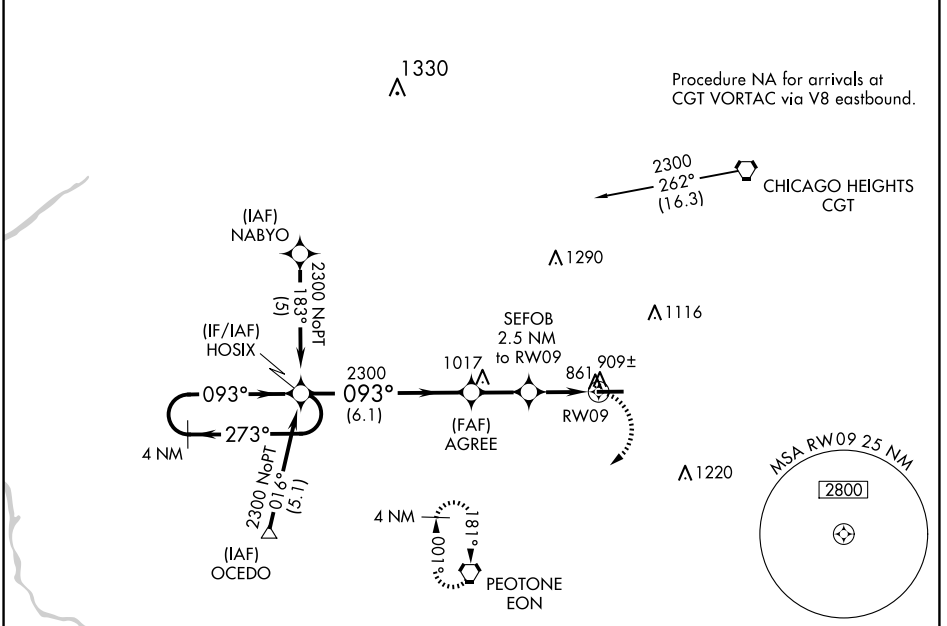 1330
Procedure NA for arrivals at
CGT VORTAC via V8 eastbound.
2300
262°
(16.3)
CHICAGO HEIGHTS
CGT
(IAF)
NABYO
2300 NoPT
183°
(5)
1290
1116
(IF/IAF)
HOSIX
SEFOB
2.5 NM
to RW09
1017
861
909±
093°
2300
093°
(6.1)
(FAF)
AGREE
RW09
273°
4 NM
2300 NoPT
016°
(5.1)
(IAF)
OCEDO
1220
MSA RW09 25 NM
2800
4 NM
181°
001°
PEOTONE
EON